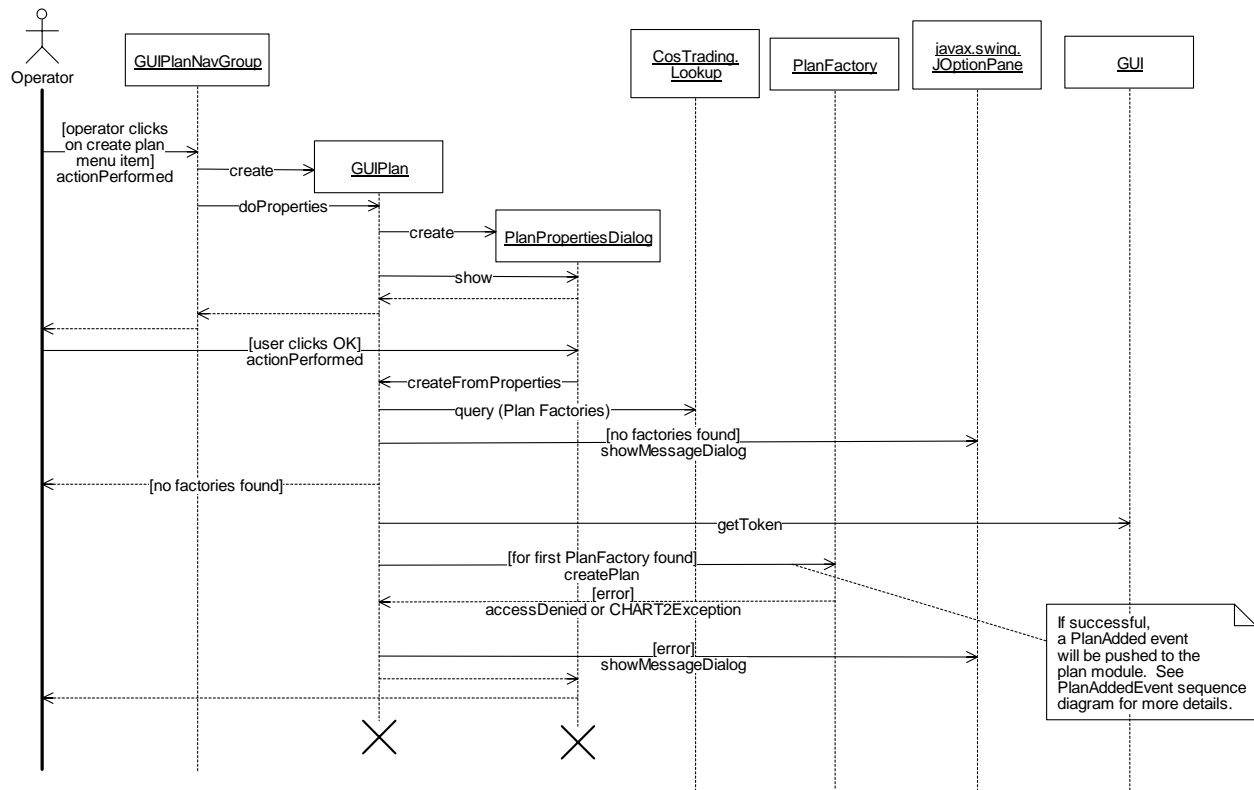 Operator
GUIPlanNavGroup
CosTrading.
Lookup
PlanFactory
javax.swing.
JOptionPane
GUI
[operator clicks
on create plan
menu item]
actionPerformed
create
GUIPlan
doProperties
create
PlanPropertiesDialog
show
[user clicks OK]
actionPerformed
createFromProperties
query (Plan Factories)
[no factories found]
showMessageDialog
[no factories found]
getToken
[for first PlanFactory found]
createPlan
[error]
accessDenied or CHART2Exception
If successful,
a PlanAdded event
will be pushed to the
plan module. See
PlanAddedEvent sequence
diagram for more details.
[error]
showMessageDialog